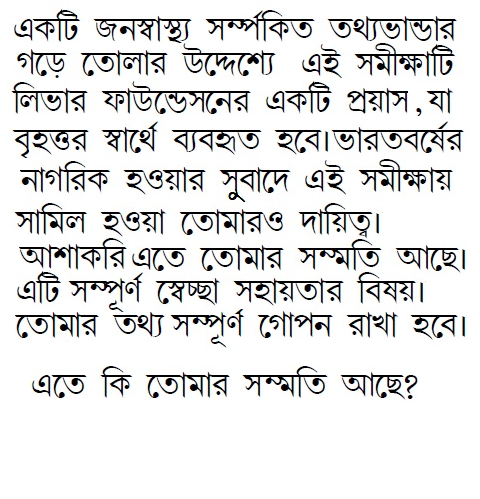 একটি জনস্বাস্থ্য সর্ম্পকিত তথ্যভান্ডার
গড়ে তোলার উদ্দেশ্যে এই সমীক্ষাটি
লিভার ফাউন্ডেসনের একটি প্রয়াস,যা
বৃহত্তর স্বার্থে ব্যবহৃত হবে।ভারতবর্ষের
নাগরিক হওয়ার সুবাদে এই সমীক্ষায়
সামিল হওয়া তোমারও দায়িত্ব।
আশাকরি এতে তোমার সম্মতি আছে।
এটি সম্পূর্ণ স্বেচ্ছা সহায়তার বিষয়।
তোমার তথ্য সম্পূর্ণ গোপন রাখা হবে।
এতে কি তোমার সম্মতি আছে?